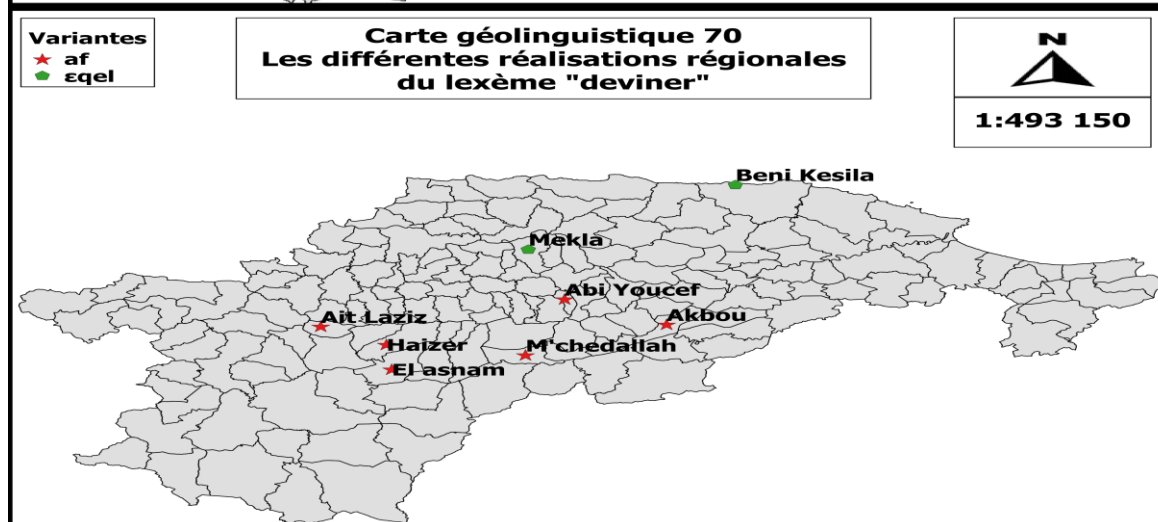 Variantes
af
εqel
Carte géolinguistique 70
Les différentes réalisations régionales
du lexème "deviner"
N
1:493 150
Beni Kesila
Mekla
Abi Youcef
Ait Laziz
Akbou
Haizer
M'chedallah
El asnam